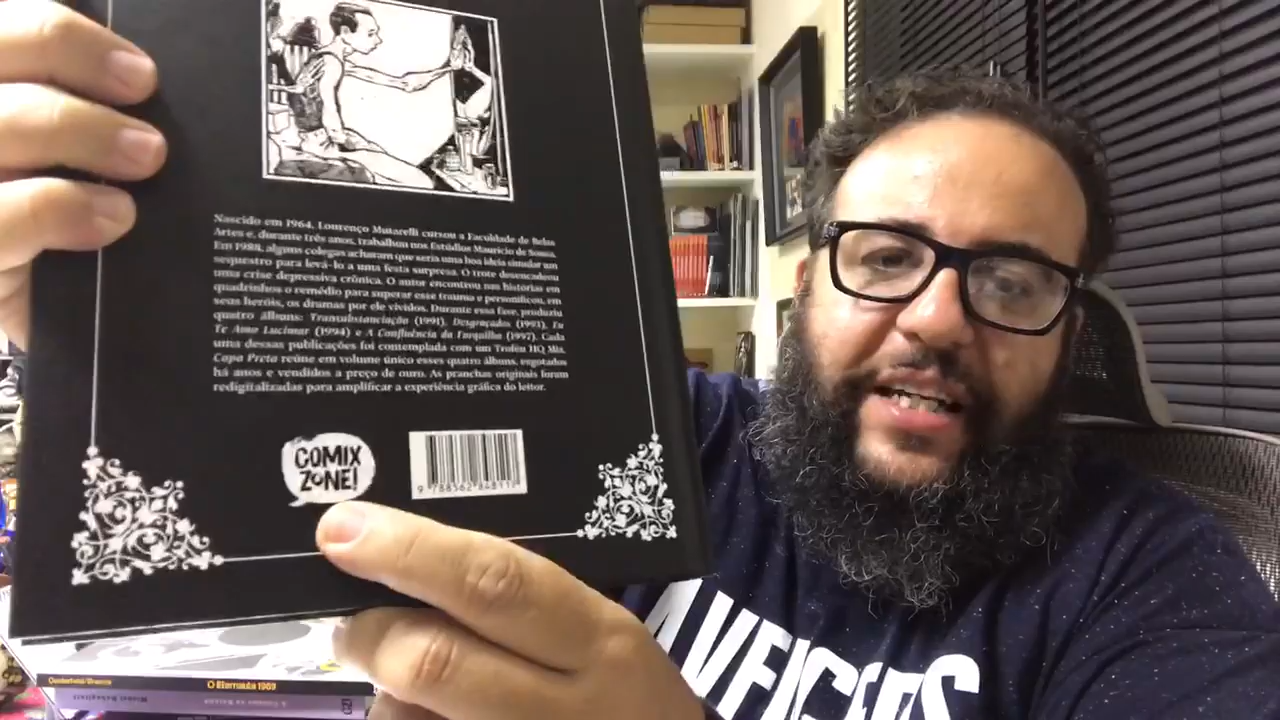 Nascido em 1964, Lourenço Mutarelli cursou a Faculdade de Belas
Artes e, durante três anos, trabalhou nos Estúdios Mauricio de Sousa.
Em 1988, alguns colegas acharam que seria uma boa ideia simular um
sequestro para levá-lo a uma festa surpresa. O trote desencadeou
uma crise depressiva crônica. O autor encontrou nas histórias em
quadrinhos o remédio para superar esse trauma e personificou, em
seus heróis, os dramas por ele vividos. Durante essa fase, produziu
quatro álbuns: Transubstanciação (1991), Desgraçados (1993), Eu
Te Amo Lucimar (1994) e A Confluência da Forquilha (1997). Cada
uma dessas publicações foi contemplada com um Troféu HQ Mix.
Capa Preta reúne em volume único esses quatro álbuns, esgotados
há anos e vendidos a preço de ouro. As pranchas originais foram
redigitalizadas para amplificar a experiência gráfica do leitor.
COMIX
ZONE!
AVENGERS
O Eternauta 1969